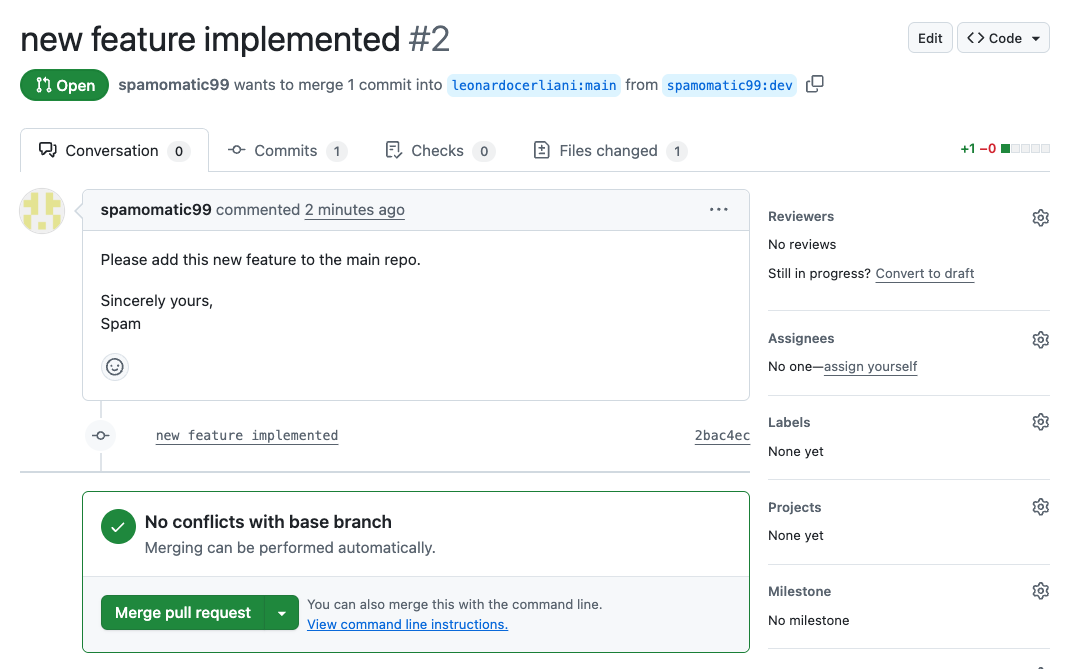 new feature implemented #2
Edit
Code
Open
spamomatic99 wants to merge 1 commit into leonardocerliani:main from spamomatic99:dev
Conversation 0
Commits 1
Checks 0
Files changed 1
+1 −0
spamomatic99 commented 2 minutes ago
Please add this new feature to the main repo.
Sincerely yours,
Spam
new feature implemented
2bac4ec
No conflicts with base branch
Merging can be performed automatically.
Merge pull request
You can also merge this with the command line.
View command line instructions.
Reviewers
No reviews
Still in progress? Convert to draft
Assignees
No one—assign yourself
Labels
None yet
Projects
None yet
Milestone
No milestone